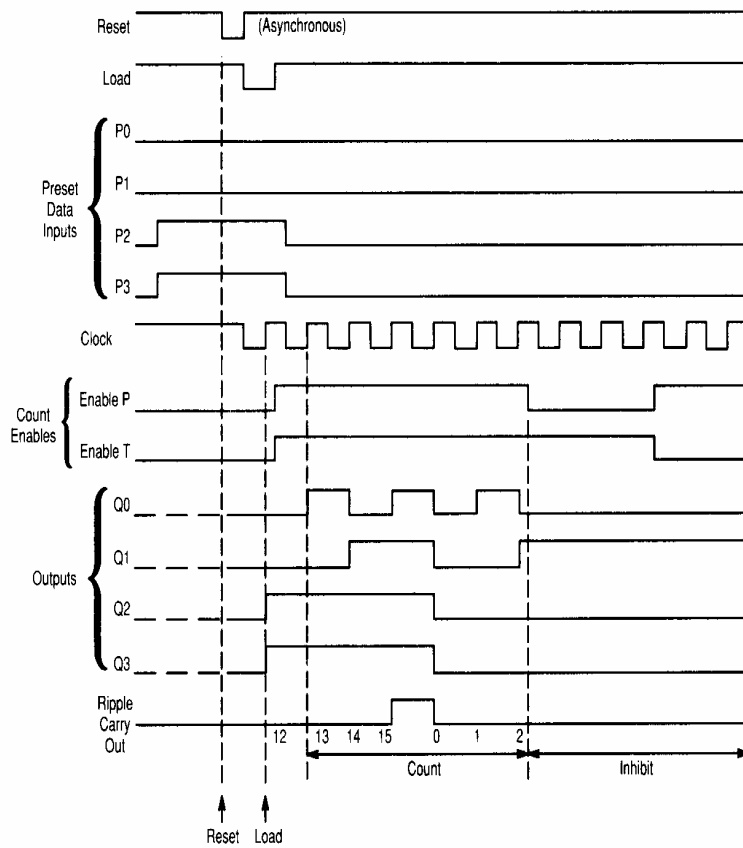 Reset
(Asynchronous)
Load
P0
P1
Preset
Data
Inputs
P2
P3
Clock
Enable P
Count
Enables
Enable T
Q0
Q1
Outputs
Q2
Q3
Ripple
Carry
Out
12 13 14 15 0 1 2
Count Inhibit
Reset Load